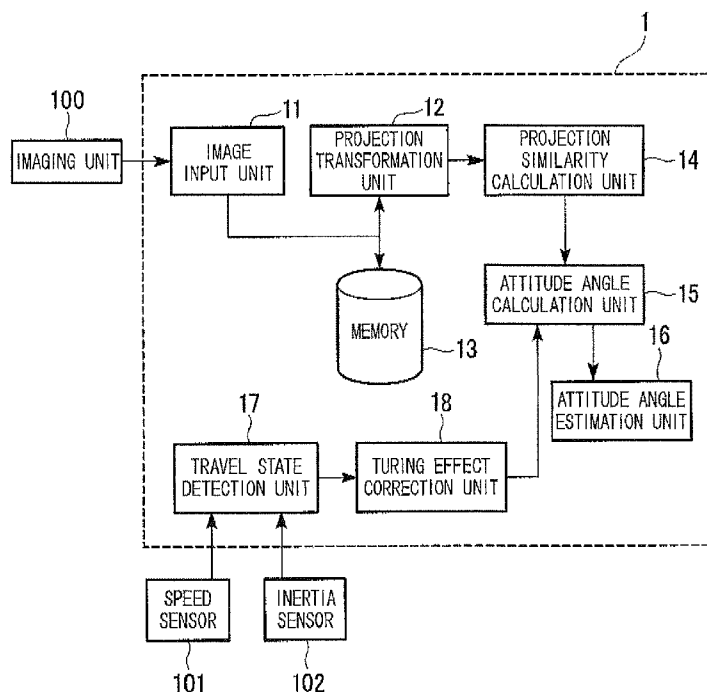 1
100
11
12
IMAGING UNIT
IMAGE
INPUT UNIT
PROJECTION
TRANSFORMATION
UNIT
PROJECTION
SIMILARITY
CALCULATION UNIT
14
MEMORY
13
ATTITUDE ANGLE
CALCULATION UNIT
15
16
ATTITUDE ANGLE
ESTIMATION UNIT
17
18
TRAVEL STATE
DETECTION UNIT
TURING EFFECT
CORRECTION UNIT
SPEED
SENSOR
INERTIA
SENSOR
101
102